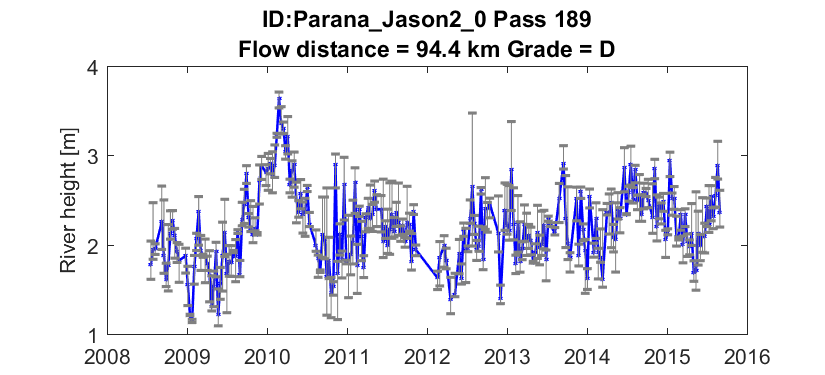 ID:Parana_Jason2_0 Pass 189
Flow distance = 94.4 km Grade = D
River height [m]
4
3
2
1
2008 2009 2010 2011 2012 2013 2014 2015 2016